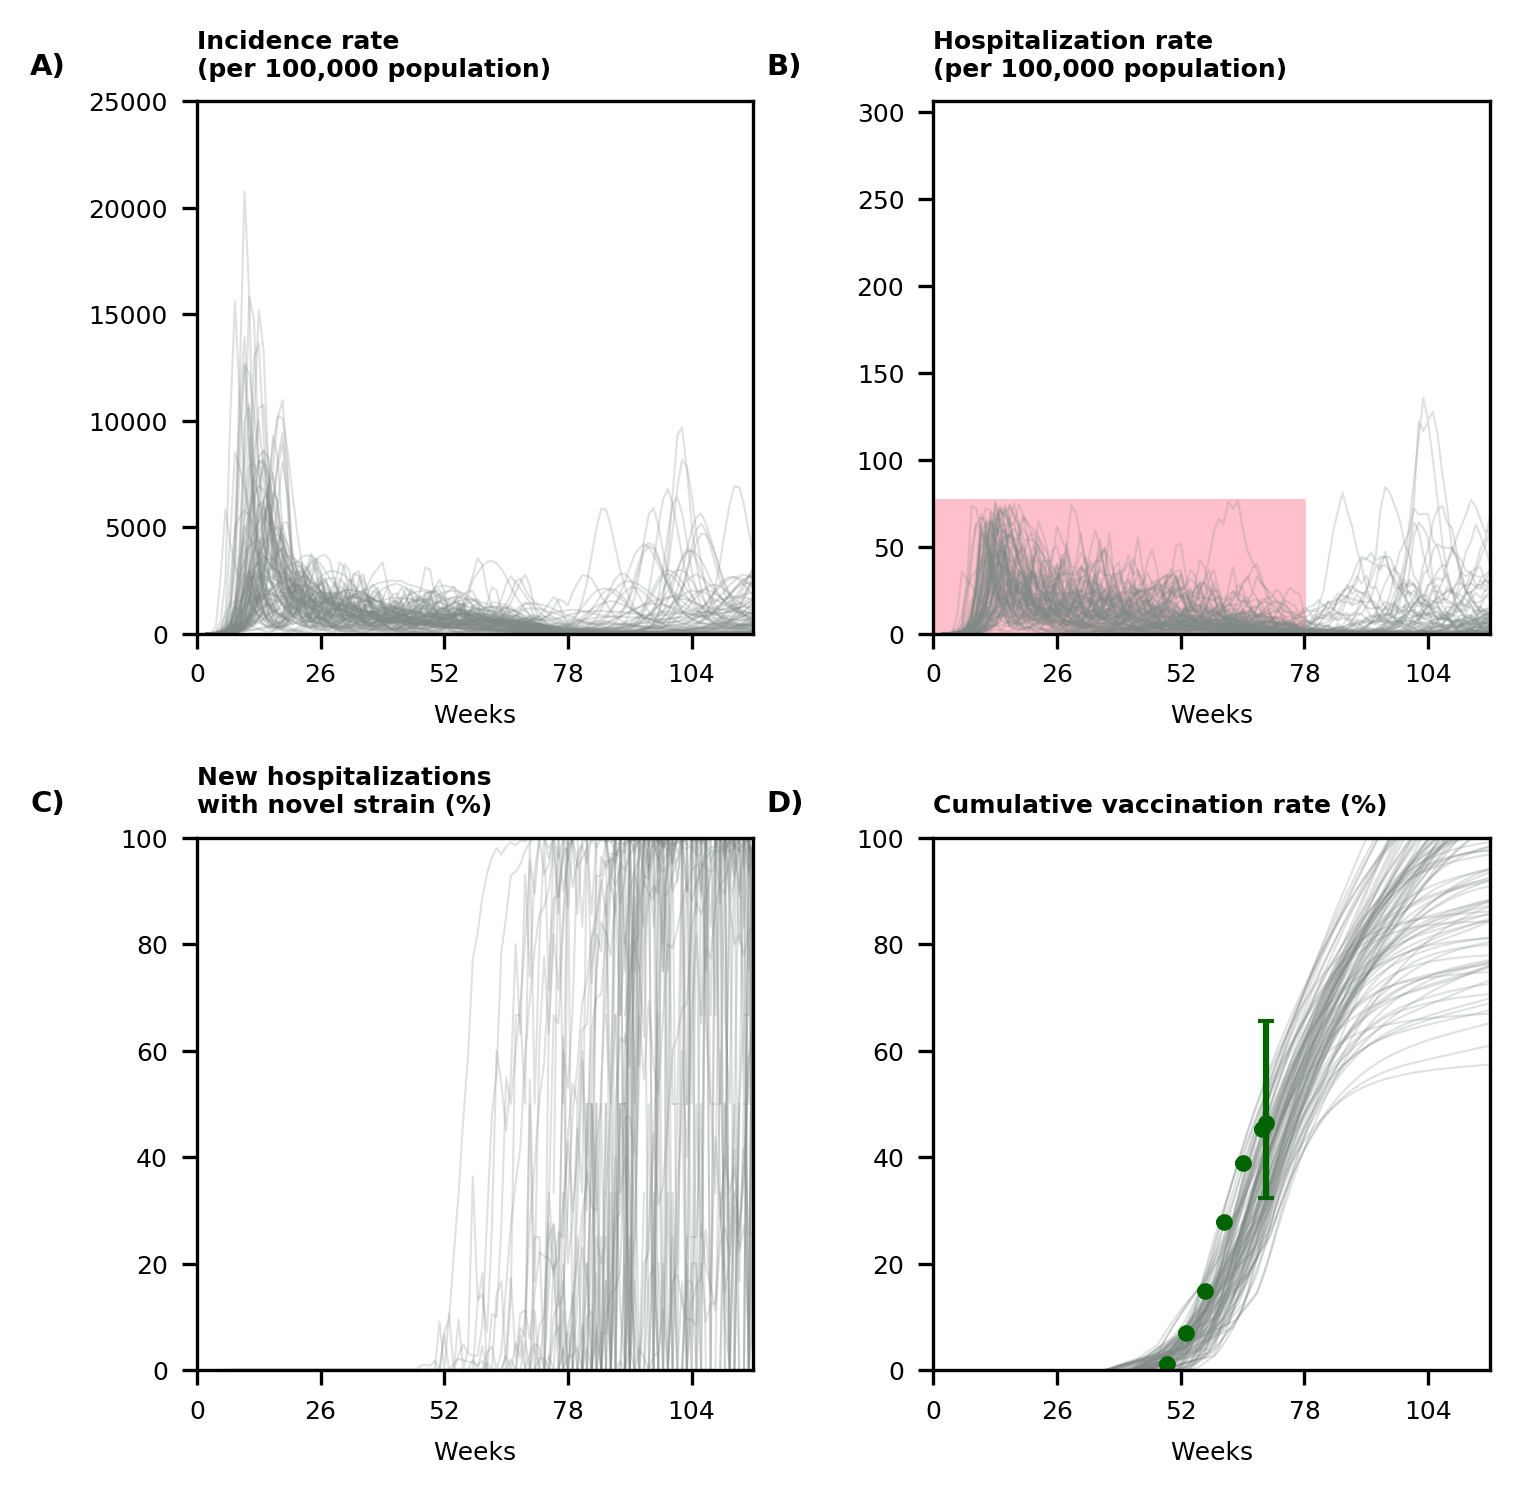 A)
Incidence rate
(per 100,000 population)
25000
20000
15000
10000
5000
0
0 26 52 78 104
Weeks
B)
Hospitalization rate
(per 100,000 population)
300
250
200
150
100
50
0
0 26 52 78 104
Weeks
C)
New hospitalizations
with novel strain (%)
100
80
60
40
20
0
0 26 52 78 104
Weeks
D)
Cumulative vaccination rate (%)
100
80
60
40
20
0
0 26 52 78 104
Weeks